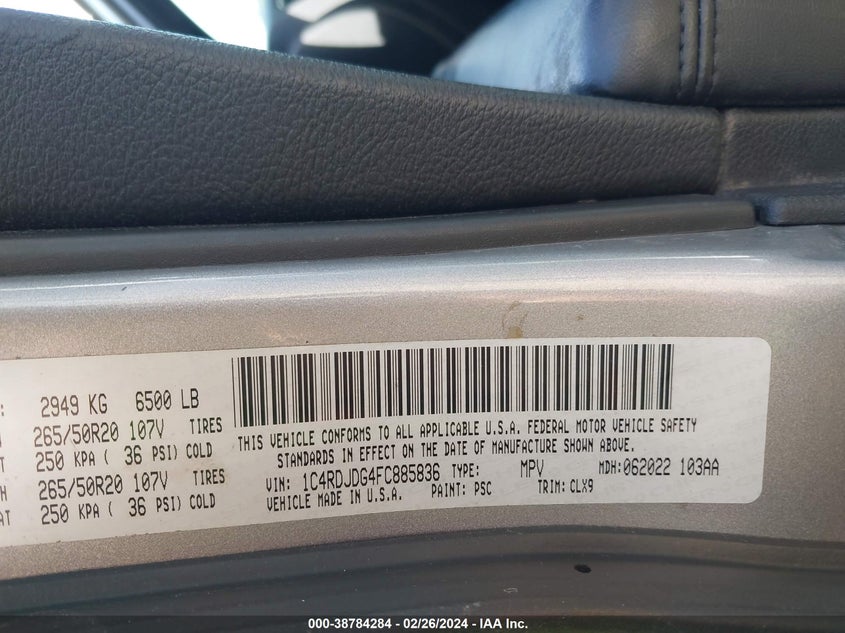 : 2949 KG 6500 LB
265/50R20 107V TIRES
250 KPA ( 36 PSI) COLD
H 265/50R20 107V TIRES
AT 250 KPA ( 36 PSI) COLD
THIS VEHICLE CONFORMS TO ALL APPLICABLE U.S.A. FEDERAL MOTOR VEHICLE SAFETY
STANDARDS IN EFFECT ON THE DATE OF MANUFACTURE SHOWN ABOVE.
VIN: 1C4RDJDG4FC885836 TYPE: MPV MDH:062022 103AA
VEHICLE MADE IN U.S.A. PAINT: PSC TRIM: CLX9
000-38784284 - 02/26/2024 - IAA Inc.